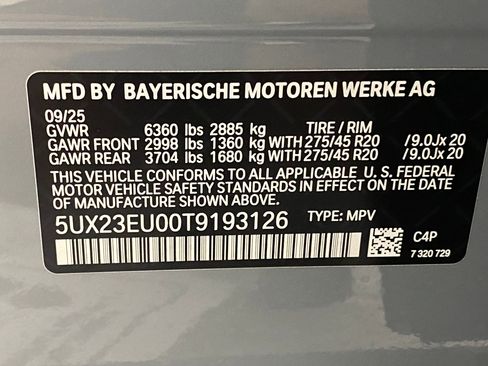 MFD BY BAYERISCHE MOTOREN WERKE AG
09/25
GVWR 6360 lbs 2885 kg TIRE / RIM
GAWR FRONT 2998 lbs 1360 kg WITH 275/45 R20 /9.0Jx 20
GAWR REAR 3704 lbs 1680 kg WITH 275/45 R20 /9.0Jx 20
THIS VEHICLE CONFORMS TO ALL APPLICABLE U. S. FEDERAL
MOTOR VEHICLE SAFETY STANDARDS IN EFFECT ON THE DATE
OF MANUFACTURE SHOWN ABOVE.
5UX23EU00T9193126 TYPE: MPV
C4P
7 320 729